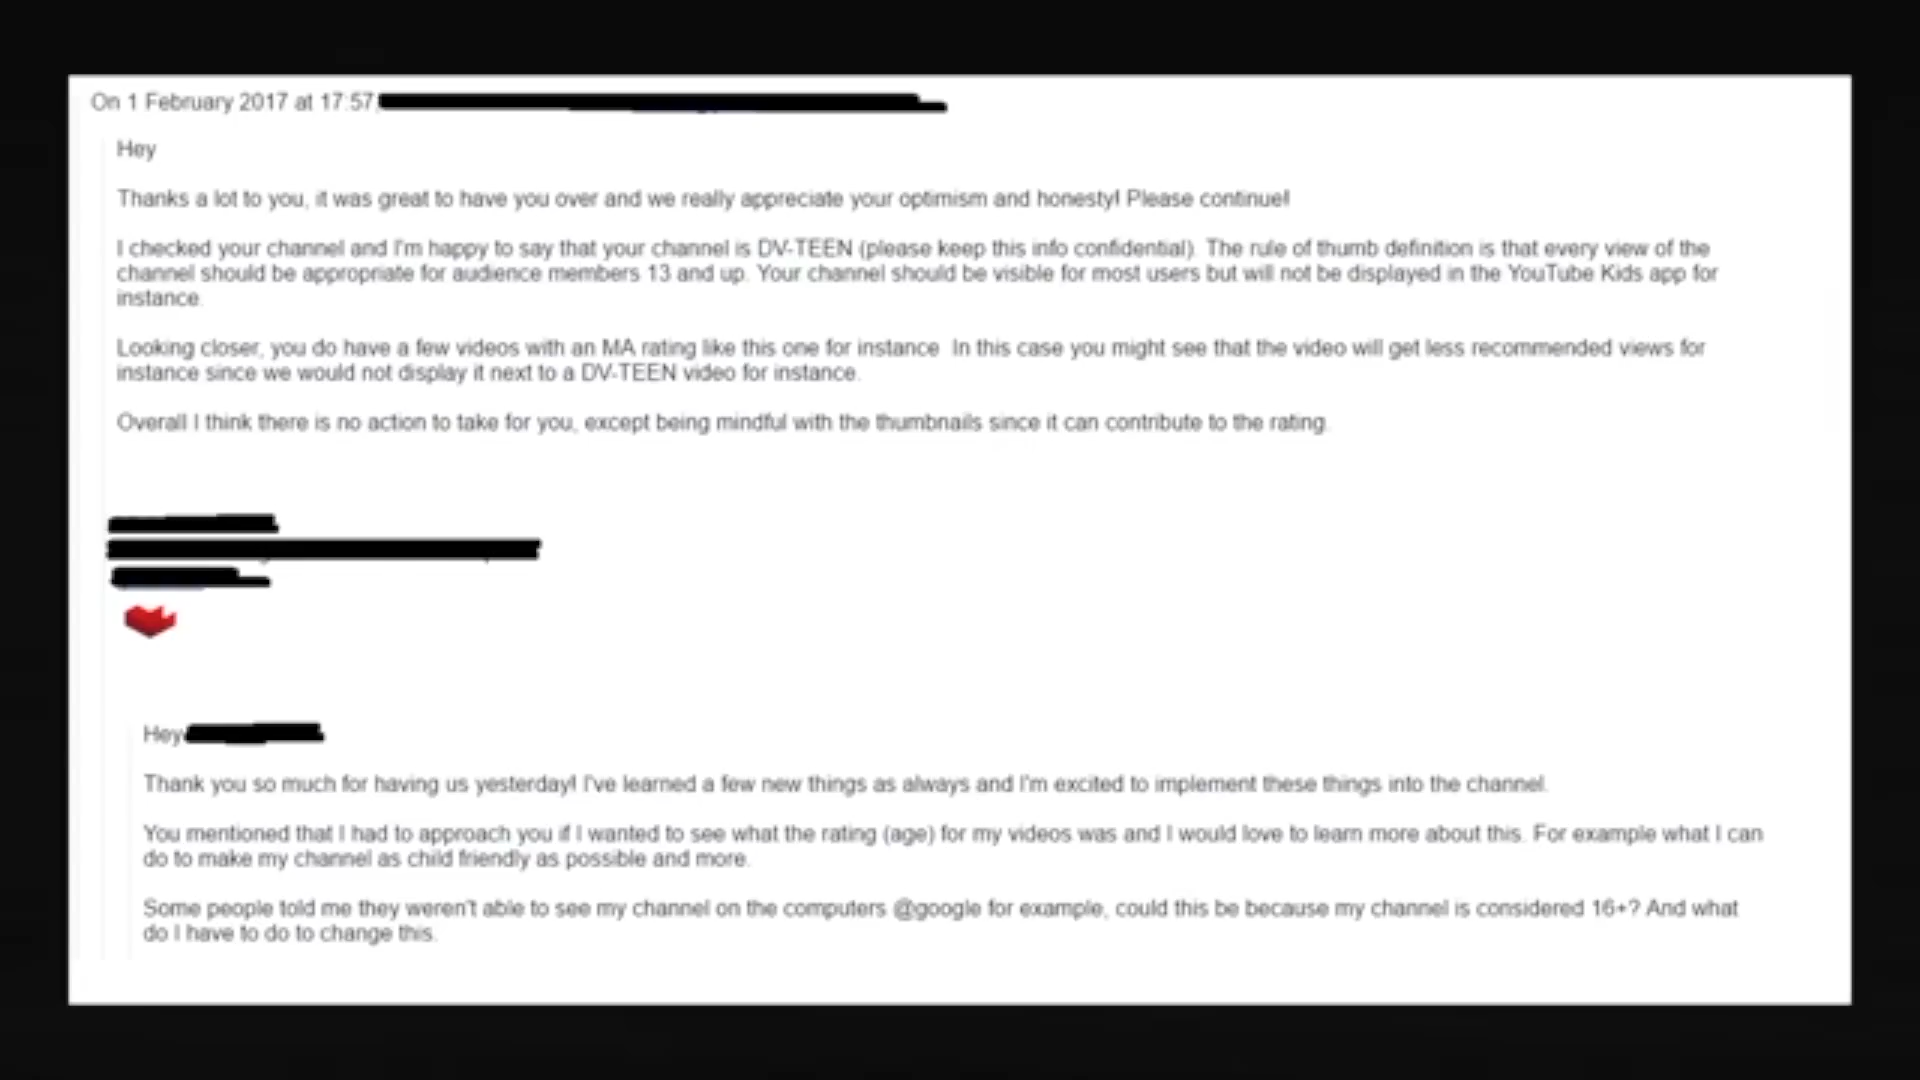 On 1 February 2017 at 17:57,
Hey
Thanks a lot to you, it was great to have you over and we really appreciate your optimism and honesty! Please continue!
I checked your channel and I'm happy to say that your channel is DV-TEEN (please keep this info confidential). The rule of thumb definition is that every view of the
channel should be appropriate for audience members 13 and up. Your channel should be visible for most users but will not be displayed in the YouTube Kids app for
instance.
Looking closer, you do have a few videos with an MA rating like this one for instance. In this case you might see that the video will get less recommended views for
instance since we would not display it next to a DV-TEEN video for instance.
Overall I think there is no action to take for you, except being mindful with the thumbnails since it can contribute to the rating.
Hey
Thank you so much for having us yesterday! I've learned a few new things as always and I'm excited to implement these things into the channel.
You mentioned that I had to approach you if I wanted to see what the rating (age) for my videos was and I would love to learn more about this. For example what I can
do to make my channel as child friendly as possible and more.
Some people told me they weren't able to see my channel on the computers @google for example, could this be because my channel is considered 16+? And what
do I have to do to change this.